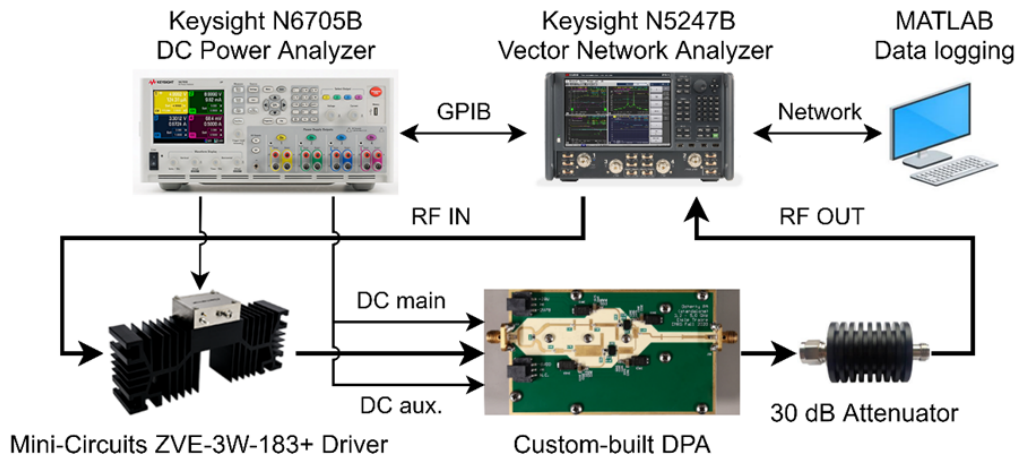 Keysight N6705B
DC Power Analyzer
Keysight N5247B
Vector Network Analyzer
MATLAB
Data logging
GPIB
Network
RF IN
RF OUT
DC main
DC aux.
30 dB Attenuator
Mini-Circuits ZVE-3W-183+ Driver
Custom-built DPA